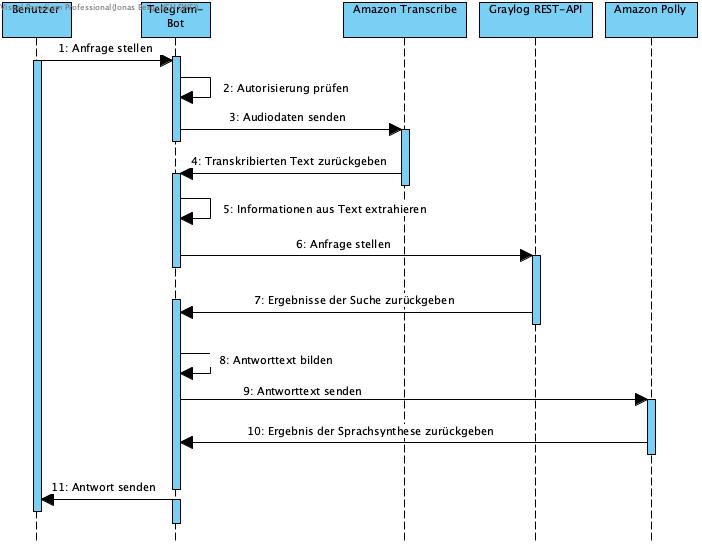 Benutzer
Telegram-
Bot
Amazon Transcribe
Graylog REST-API
Amazon Polly
1: Anfrage stellen
2: Autorisierung prüfen
3: Audiodaten senden
4: Transkribierten Text zurückgeben
5: Informationen aus Text extrahieren
6: Anfrage stellen
7: Ergebnisse der Suche zurückgeben
8: Antworttext bilden
9: Antworttext senden
10: Ergebnis der Sprachsynthese zurückgeben
11: Antwort senden